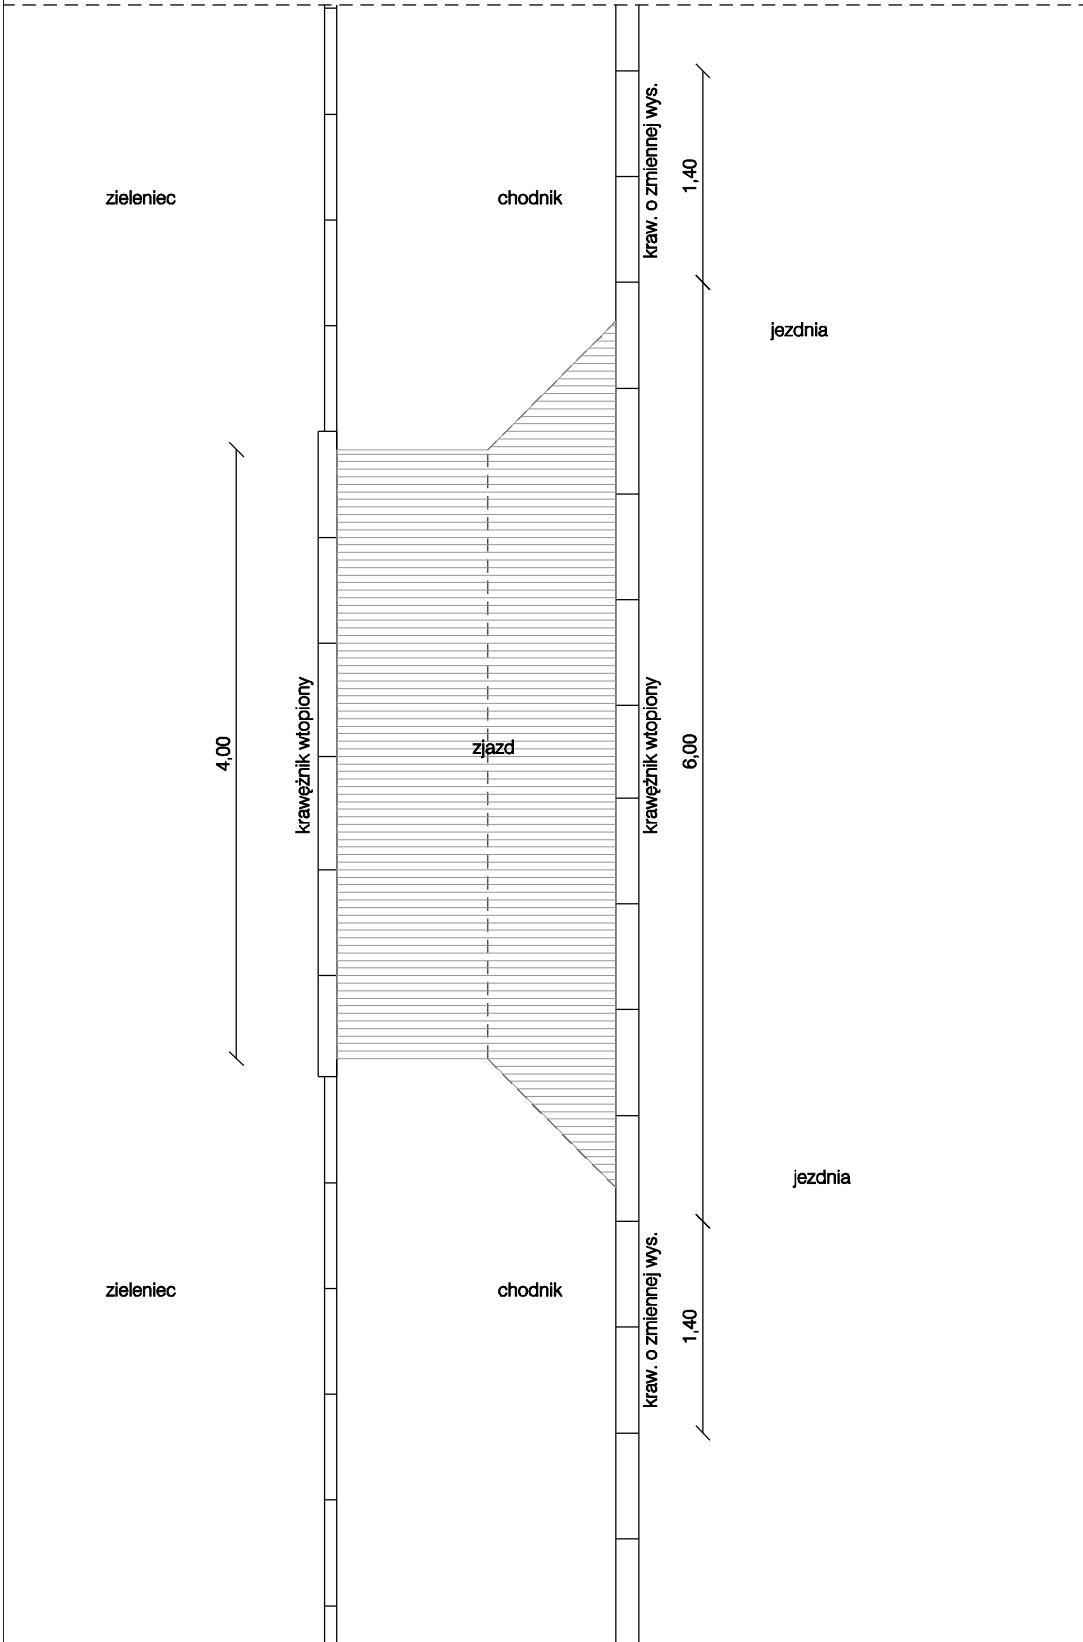 kraw. o zmiennej wys.
1,40
zieleniec
chodnik
jezdnia
krawężnik wtopiony
4,00
zjazd
krawężnik wtopiony
6,00
jezdnia
kraw. o zmiennej wys.
1,40
zieleniec
chodnik